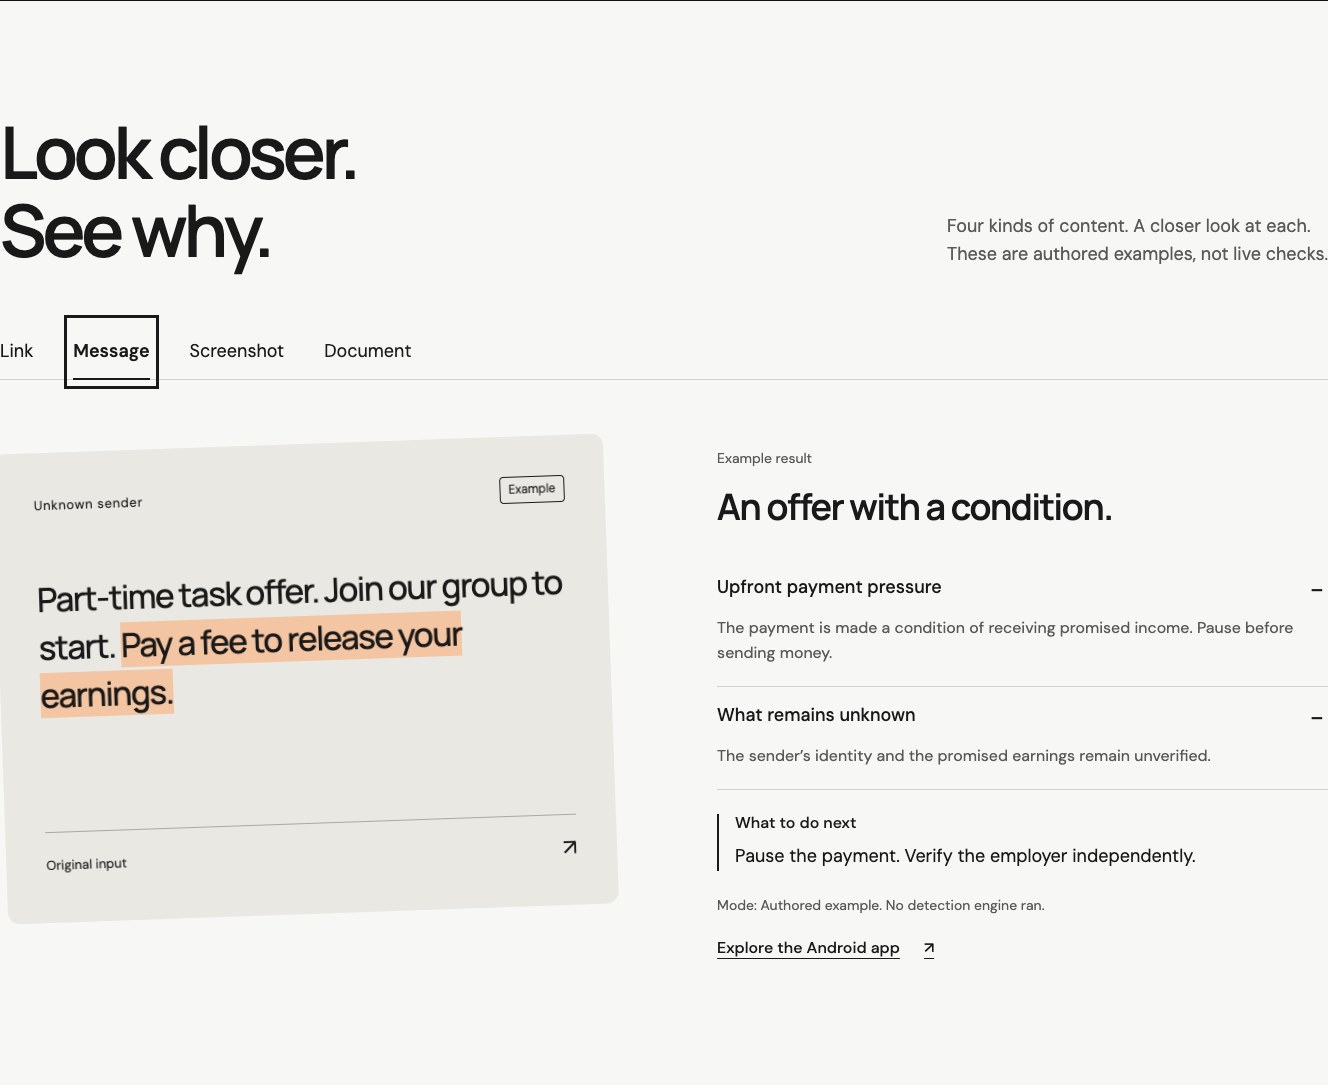 Look closer.
See why.
Four kinds of content. A closer look at each.
These are authored examples, not live checks.
Link
Message
Screenshot
Document
Unknown sender
Example
Part-time task offer. Join our group to
start. Pay a fee to release your
earnings.
Original input
Example result
An offer with a condition.
Upfront payment pressure
The payment is made a condition of receiving promised income. Pause before
sending money.
What remains unknown
The sender’s identity and the promised earnings remain unverified.
What to do next
Pause the payment. Verify the employer independently.
Mode: Authored example. No detection engine ran.
Explore the Android app